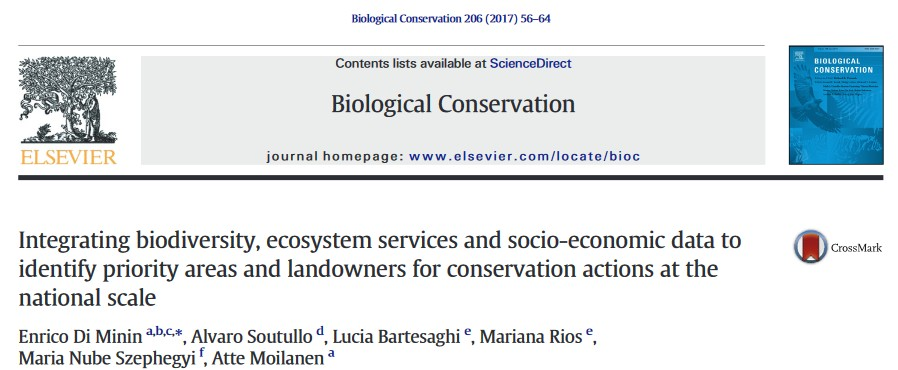 Biological Conservation 206 (2017) 56–64
Contents lists available at ScienceDirect
Biological Conservation
journal homepage: www.elsevier.com/locate/bioc
ELSEVIER
BIOLOGICAL
CONSERVATION
Integrating biodiversity, ecosystem services and socio-economic data to
identify priority areas and landowners for conservation actions at the
national scale
CrossMark
Enrico Di Minin a,b,c,*, Alvaro Soutullo d, Lucia Bartesaghi e, Mariana Rios e,
Maria Nube Szephegyi f, Atte Moilanen a